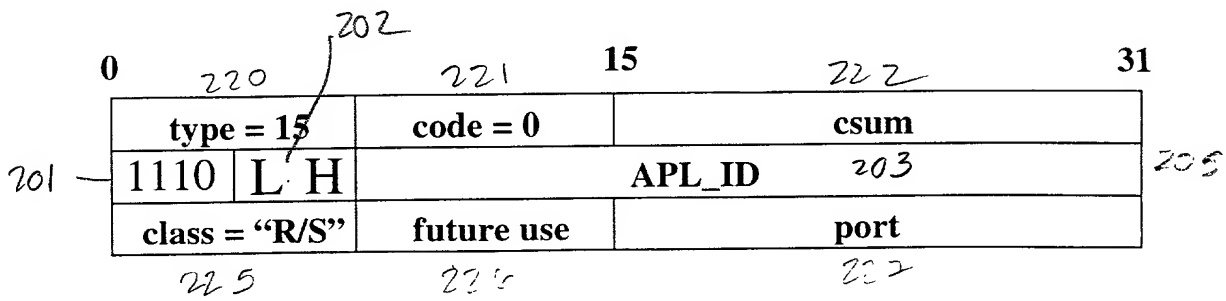 202
0 220 221 15 222 31
type = 15 code = 0 csum
201 1110 L H APL_ID 203 205
class = “R/S” future use port
225